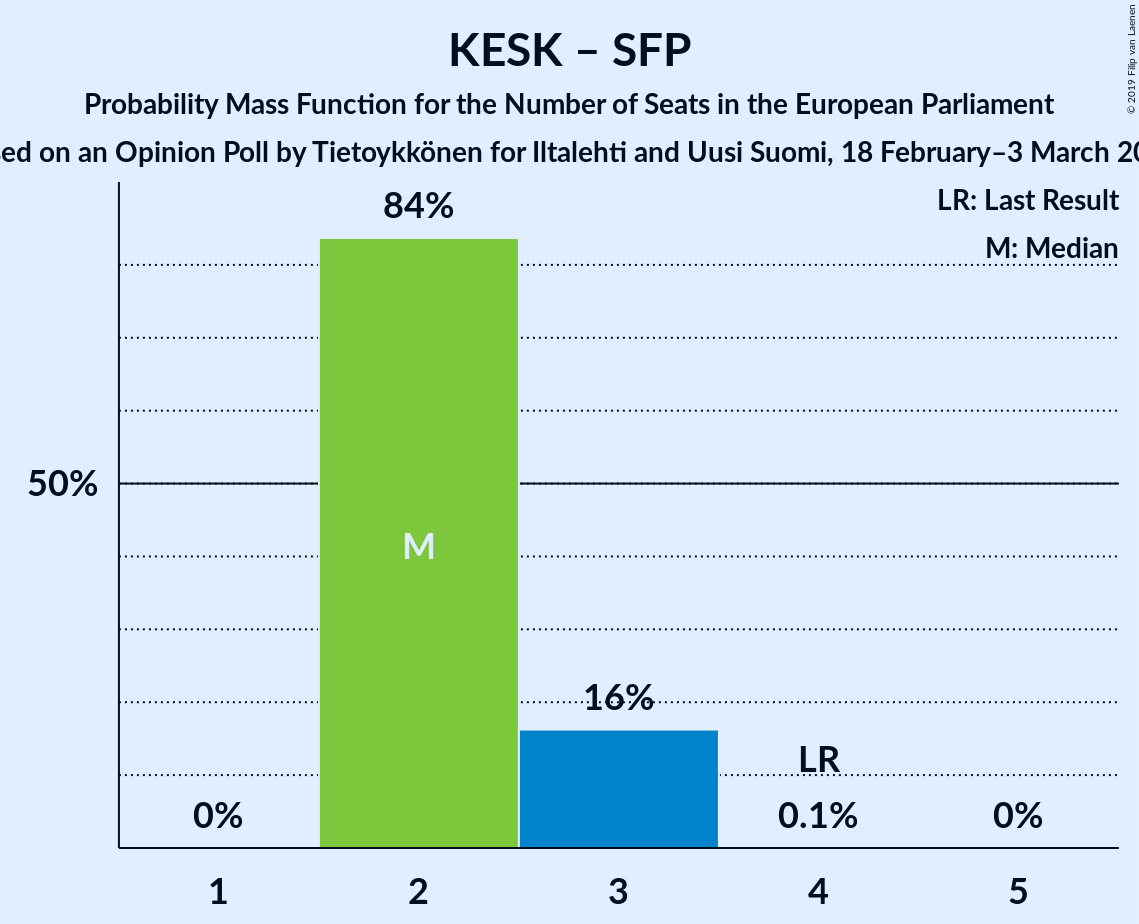 KESK – SFP
Probability Mass Function for the Number of Seats in the European Parliament
on an Opinion Poll by Tietoykkönen for Iltalehti and Uusi Suomi, 18 February–3 March
© 2019 Filip van Laenen
LR: Last Result
M: Median
84%
50%
M
16%
LR
0%
0.1%
0%
1
2
3
4
5